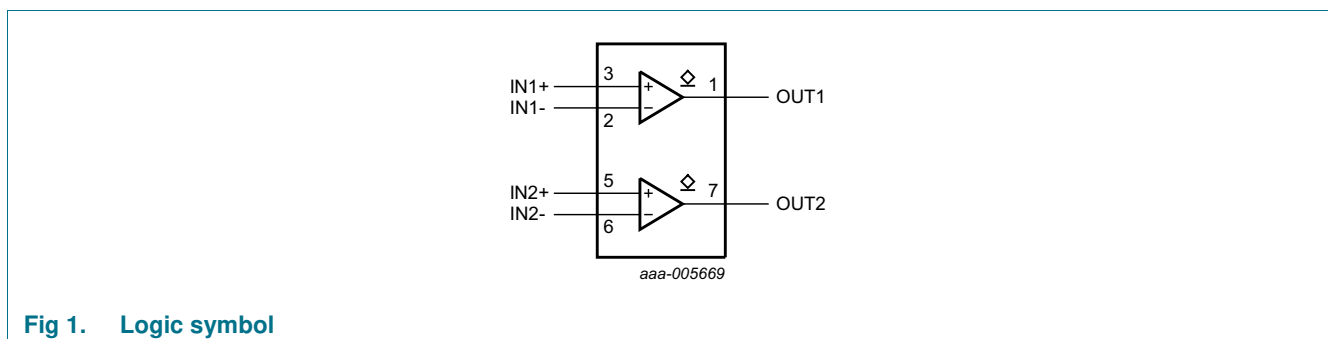 3
IN1+
+
1
OUT1
IN1-
−
2
5
IN2+
+
7
OUT2
IN2-
−
6
aaa-005669
Fig 1. Logic symbol